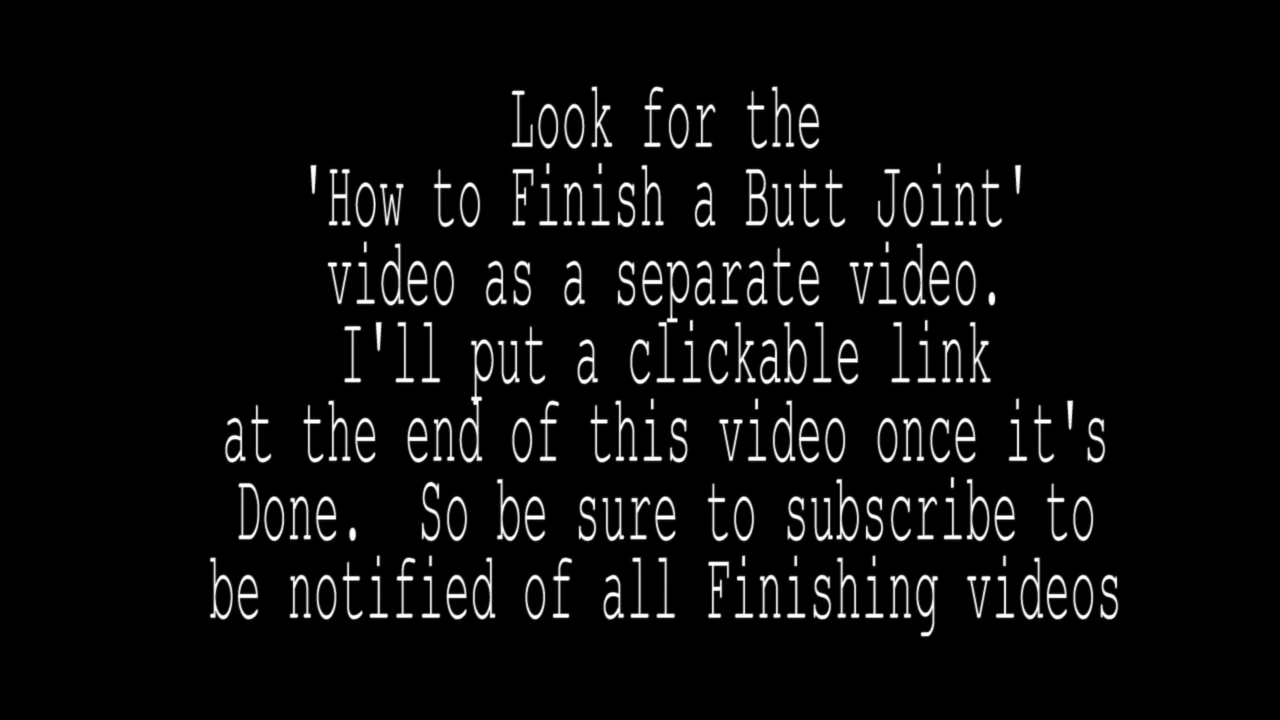 Look for the
'How to Finish a Butt Joint'
video as a separate video.
I'll put a clickable link
at the end of this video once it's
Done.  So be sure to subscribe to
be notified of all Finishing videos